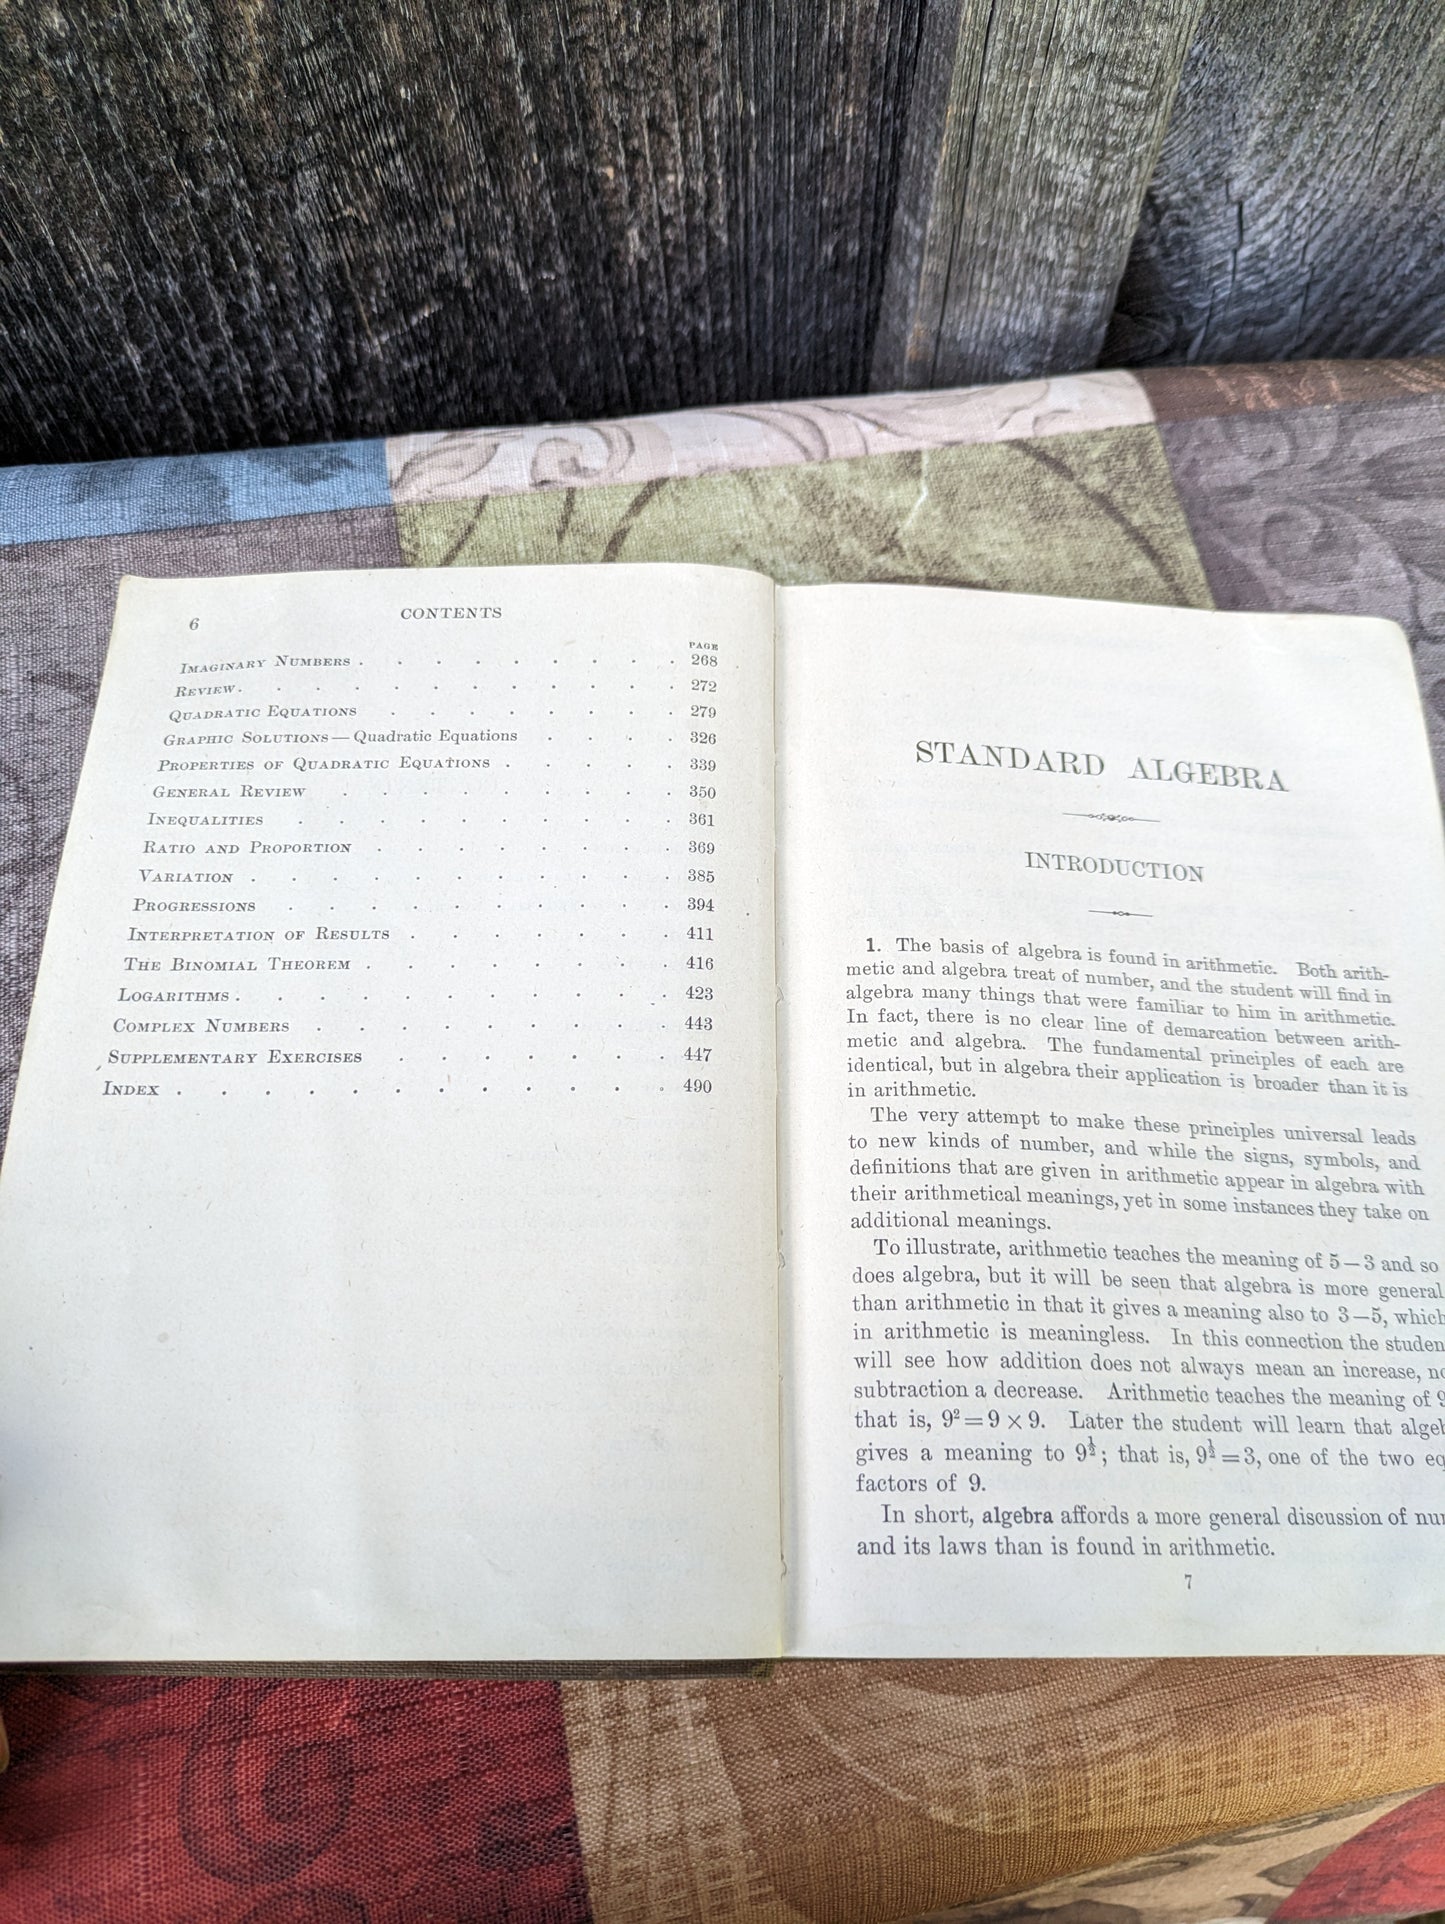 6
CONTENTS
PAGE
IMAGINARY NUMBERS . . . . . . . . . 268
REVIEW . . . . . . . . . . . . 272
QUADRATIC EQUATIONS . . . . . . . . 279
GRAPHIC SOLUTIONS — Quadratic Equations . . . . 326
PROPERTIES OF QUADRATIC EQUATIONS . . . . . 339
GENERAL REVIEW . . . . . . . . . 350
INEQUALITIES . . . . . . . . . . 361
RATIO AND PROPORTION . . . . . . . . 369
VARIATION . . . . . . . . . . . 385
PROGRESSIONS . . . . . . . . . . 394
INTERPRETATION OF RESULTS . . . . . . . 411
THE BINOMIAL THEOREM . . . . . . . . 416
LOGARITHMS . . . . . . . . . . . 423
COMPLEX NUMBERS . . . . . . . . . 443
SUPPLEMENTARY EXERCISES . . . . . . . 447
INDEX . . . . . . . . . . . . 490
STANDARD ALGEBRA
INTRODUCTION
1. The basis of algebra is found in arithmetic. Both arith-
metic and algebra treat of number, and the student will find in
algebra many things that were familiar to him in arithmetic.
In fact, there is no clear line of demarcation between arith-
metic and algebra. The fundamental principles of each are
identical, but in algebra their application is broader than it is
in arithmetic.
The very attempt to make these principles universal leads
to new kinds of number, and while the signs, symbols, and
definitions that are given in arithmetic appear in algebra with
their arithmetical meanings, yet in some instances they take on
additional meanings.
To illustrate, arithmetic teaches the meaning of 5 – 3 and so
does algebra, but it will be seen that algebra is more general
than arithmetic in that it gives a meaning also to 3 – 5, which
in arithmetic is meaningless. In this connection the studen
will see how addition does not always mean an increase, no
subtraction a decrease. Arithmetic teaches the meaning of 9
that is, 9² = 9 × 9. Later the student will learn that algeb
gives a meaning to 9^½; that is, 9^½ = 3, one of the two eq
factors of 9.
In short, algebra affords a more general discussion of nu
and its laws than is found in arithmetic.
7